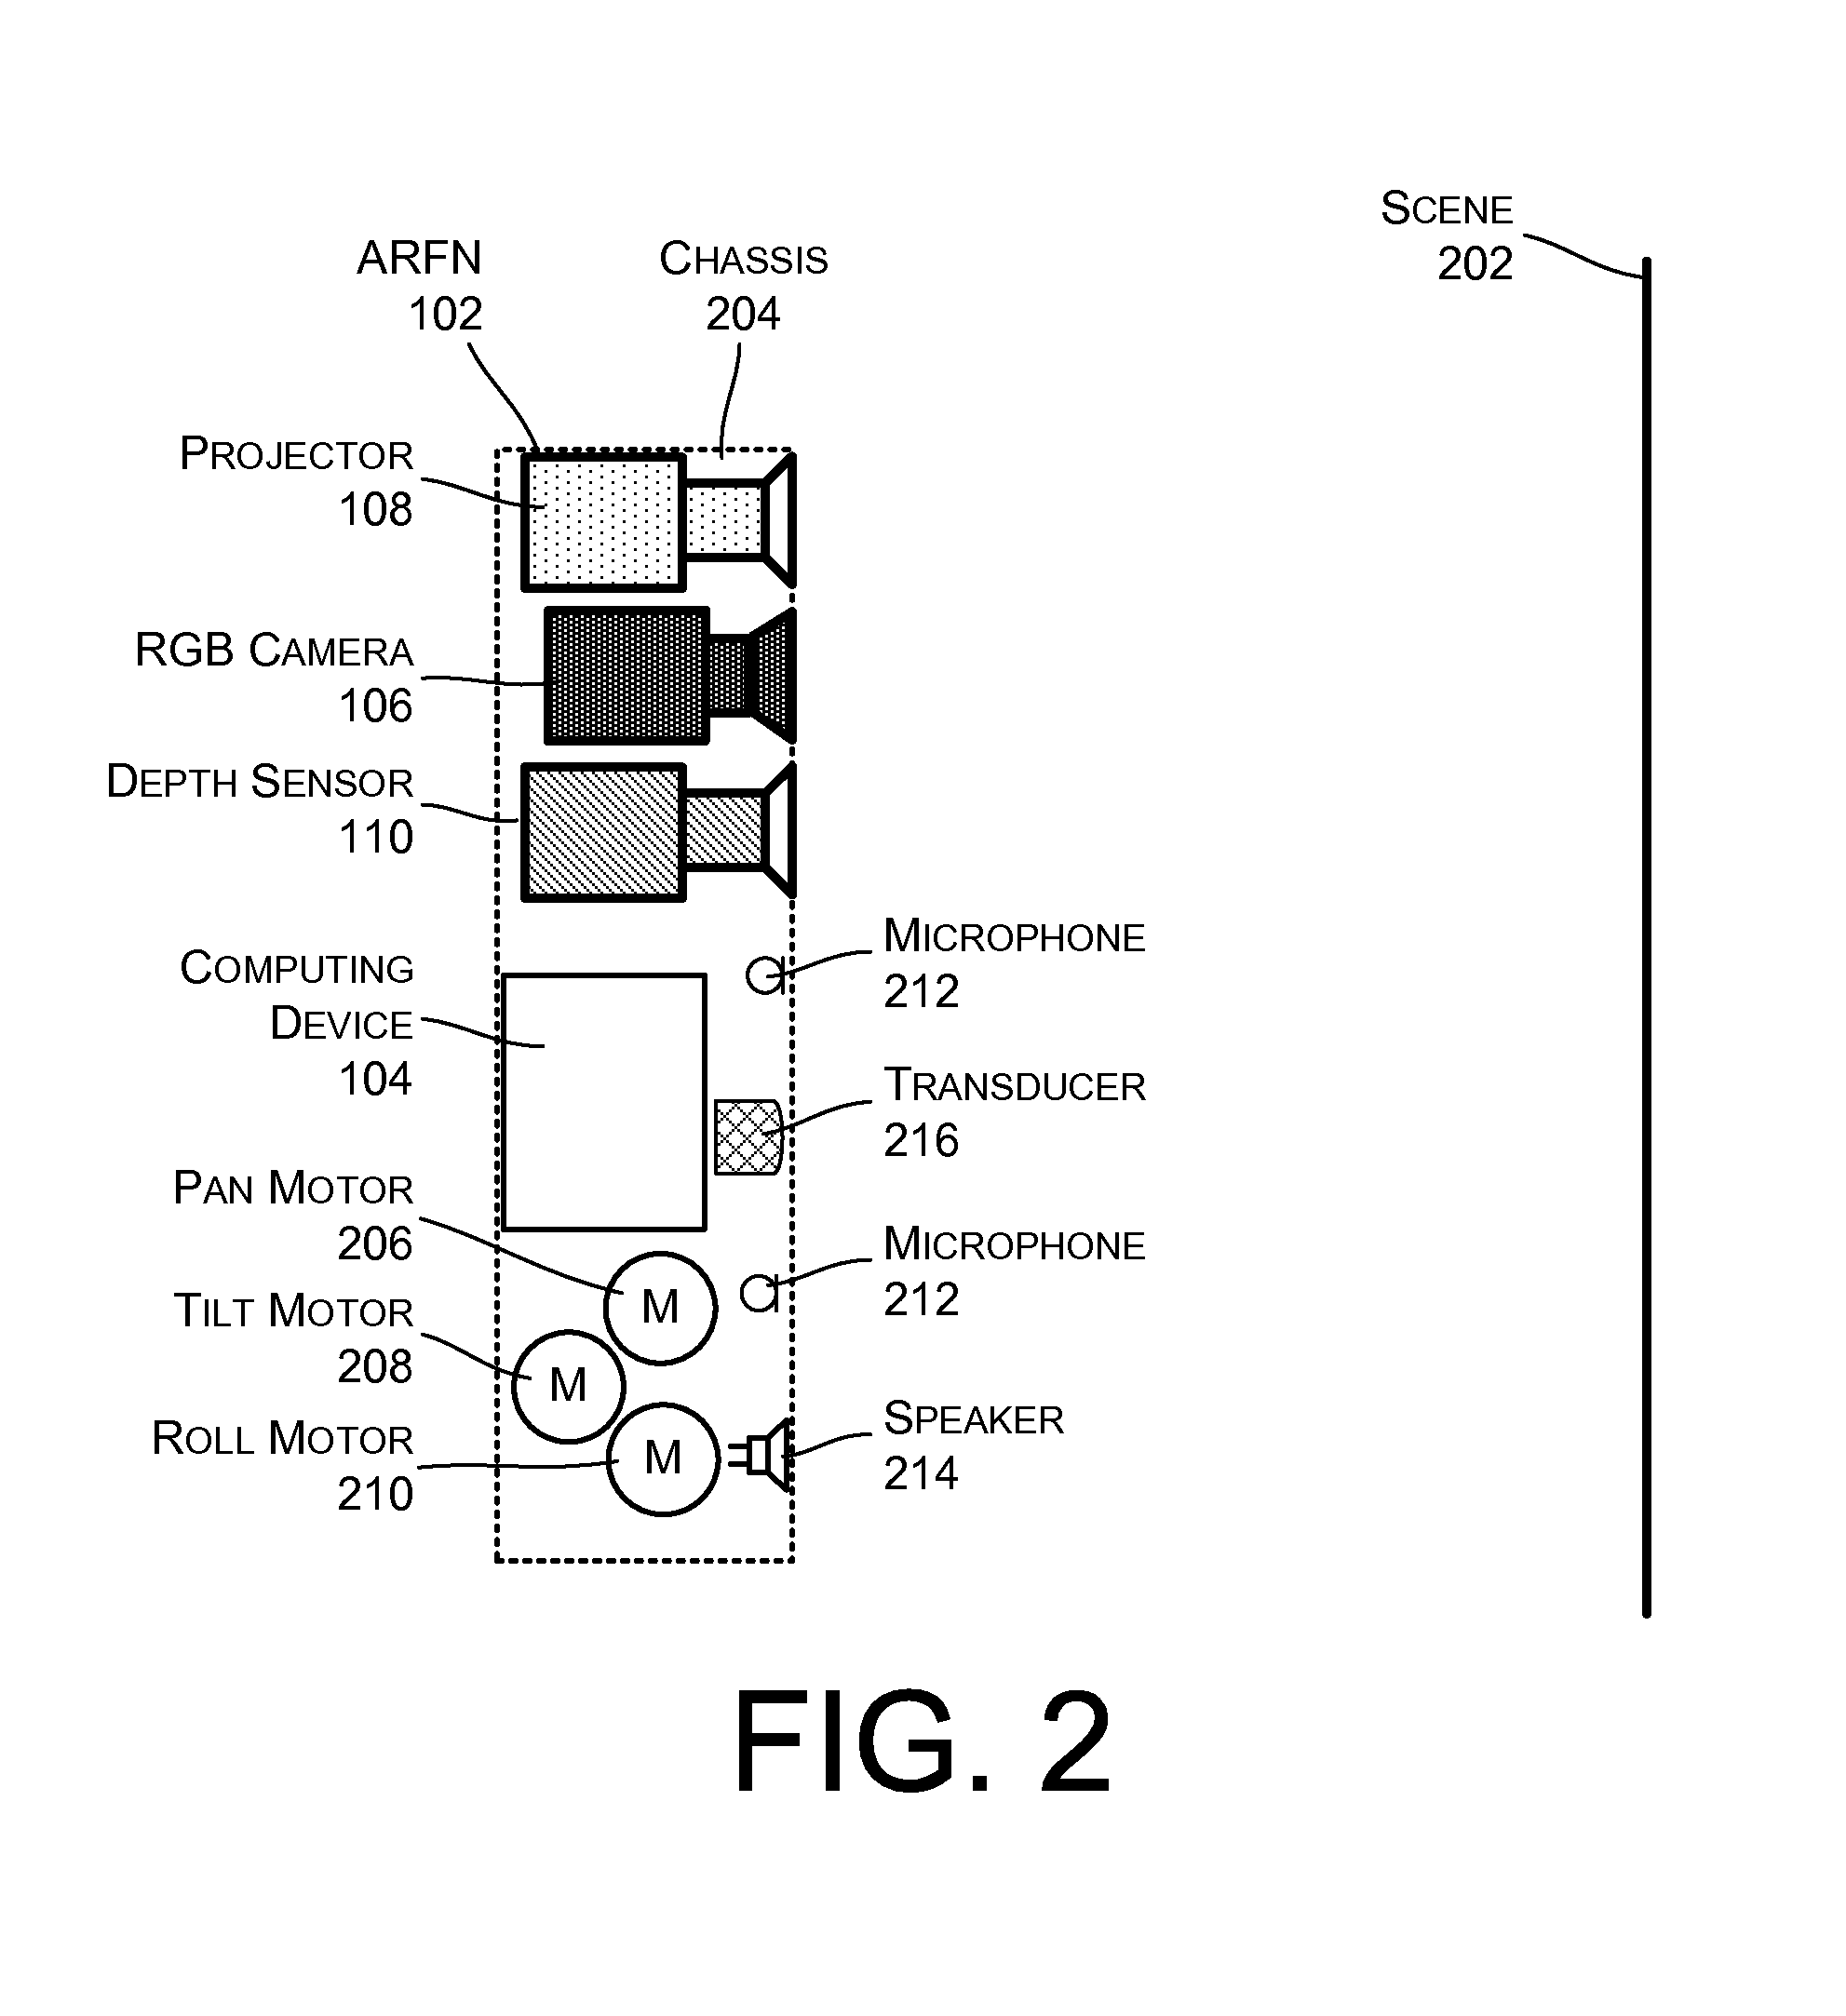 SCENE
202
ARFN
102
CHASSIS
204
PROJECTOR
108
RGB CAMERA
106
DEPTH SENSOR
110
MICROPHONE
212
COMPUTING
DEVICE
104
TRANSDUCER
216
PAN MOTOR
206
M
MICROPHONE
212
TILT MOTOR
208
M
ROLL MOTOR
210
M
SPEAKER
214
FIG. 2